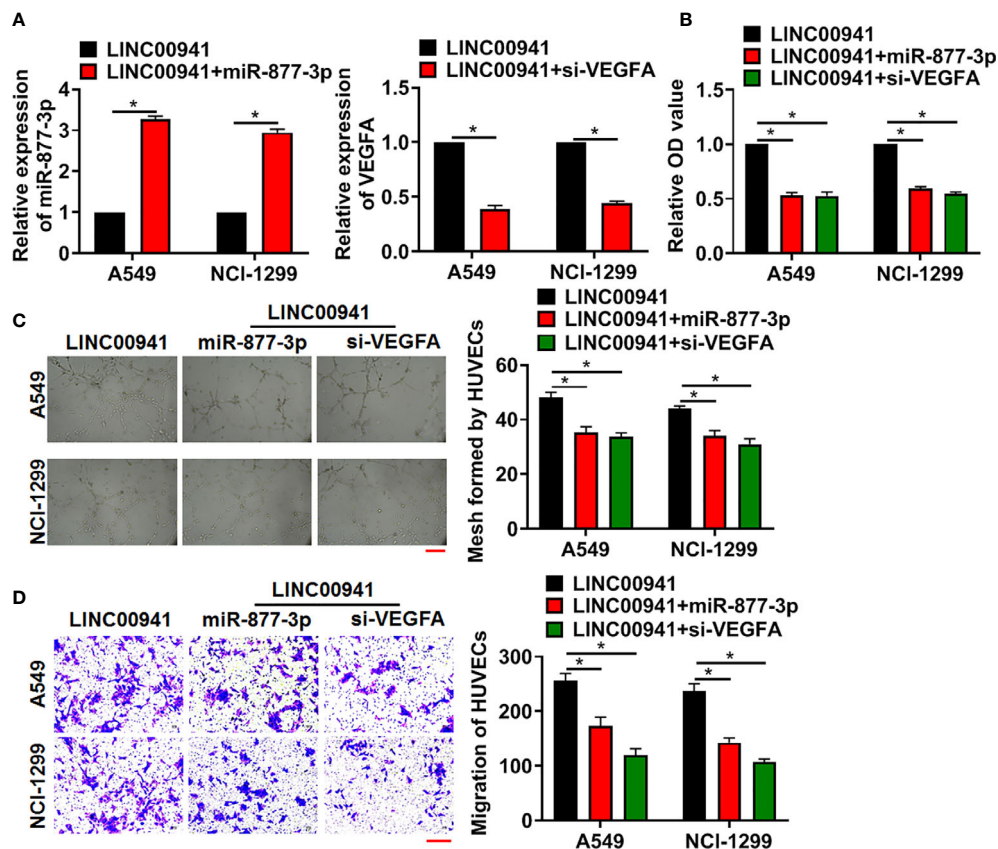 A
LINC00941
LINC00941+miR-877-3p
Relative expression
of miR-877-3p
4
3
2
1
0
*
*
A549
NCI-1299
LINC00941
LINC00941+si-VEGFA
Relative expression
of VEGFA
1.5
1.0
0.5
0.0
*
*
A549
NCI-1299
B
LINC00941
LINC00941+miR-877-3p
LINC00941+si-VEGFA
Relative OD value
1.5
1.0
0.5
0.0
*
*
*
*
A549
NCI-1299
C
LINC00941
LINC00941
miR-877-3p
si-VEGFA
A549
NCI-1299
LINC00941
LINC00941+miR-877-3p
LINC00941+si-VEGFA
Mesh formed by HUVECs
60
40
20
0
*
*
*
*
A549
NCI-1299
D
LINC00941
LINC00941
miR-877-3p
si-VEGFA
A549
NCI-1299
LINC00941
LINC00941+miR-877-3p
LINC00941+si-VEGFA
Migration of HUVECs
300
200
100
0
*
*
*
*
A549
NCI-1299